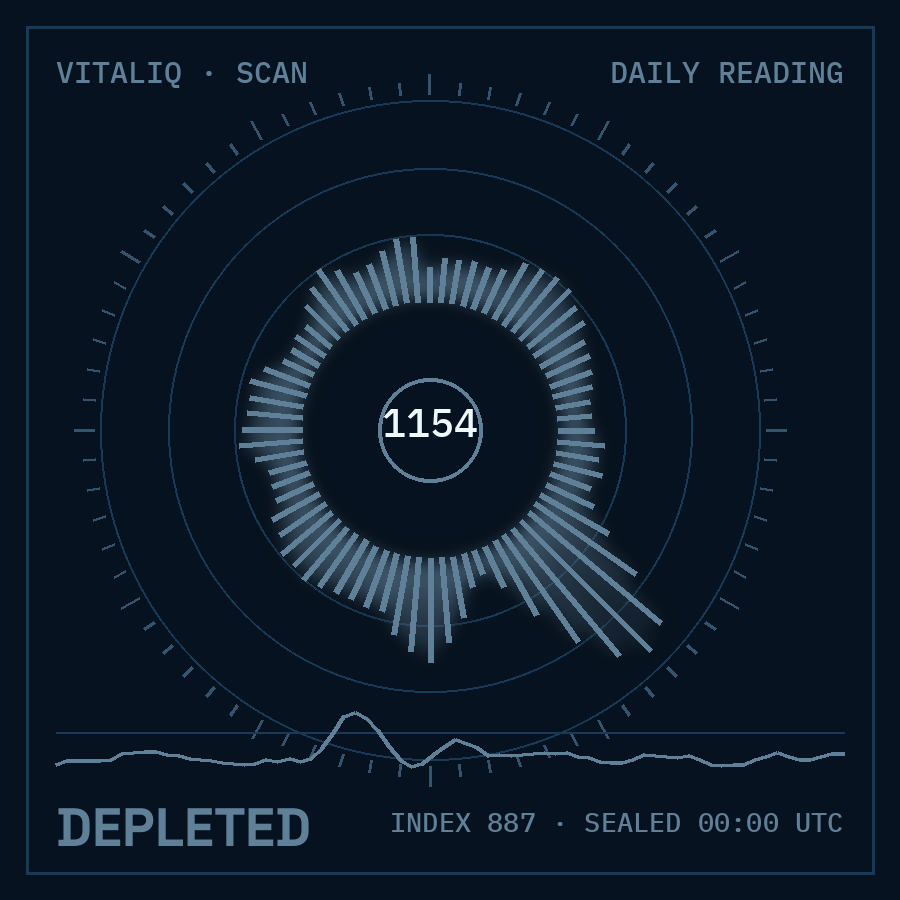 VITALIQ · SCAN
DAILY READING
1154
DEPLETED
INDEX 887 · SEALED 00:00 UTC